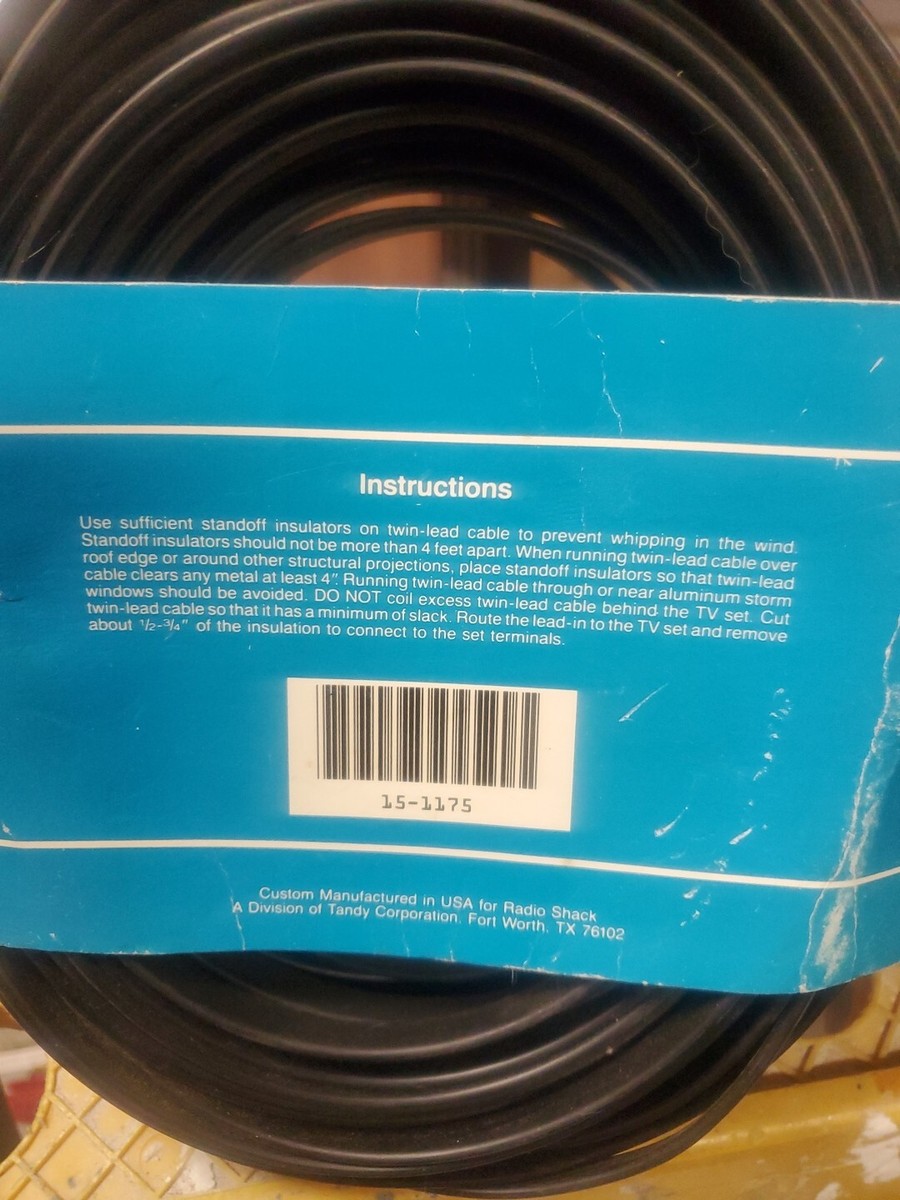 Instructions
Use sufficient standoff insulators on twin-lead cable to prevent whipping in the wind.
Standoff insulators should not be more than 4 feet apart. When running twin-lead cable over
roof edge or around other structural projections, place standoff insulators so that twin-lead
cable clears any metal at least 4". Running twin-lead cable through or near aluminum storm
windows should be avoided. DO NOT coil excess twin-lead cable behind the TV set. Cut
twin-lead cable so that it has a minimum of slack. Route the lead-in to the TV set and remove
about 1/2-3/4" of the insulation to connect to the set terminals.
15-1175
Custom Manufactured in USA for Radio Shack
A Division of Tandy Corporation. Fort Worth, TX 76102